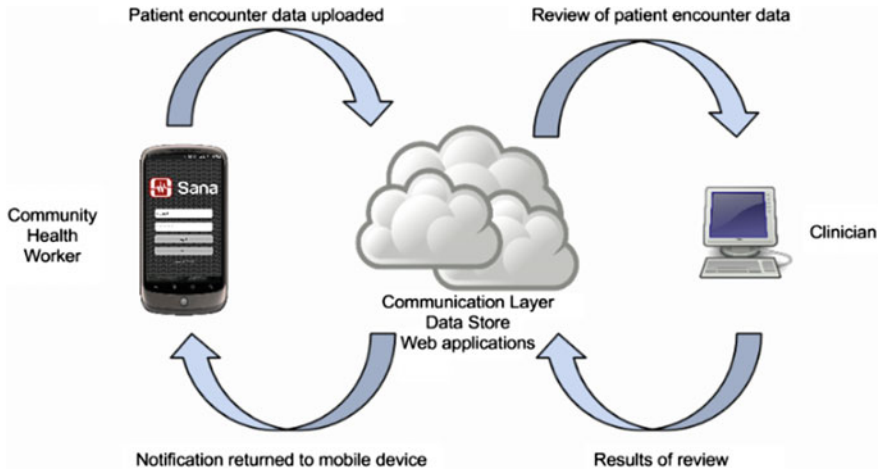 Patient encounter data uploaded
Review of patient encounter data
Sana
Community
Health
Worker
Clinician
Communication Layer
Data Store
Web applications
Notification returned to mobile device
Results of review